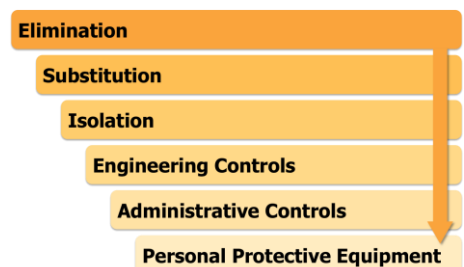 Elimination
Substitution
Isolation
Engineering Controls
Administrative Controls
Personal Protective Equipment